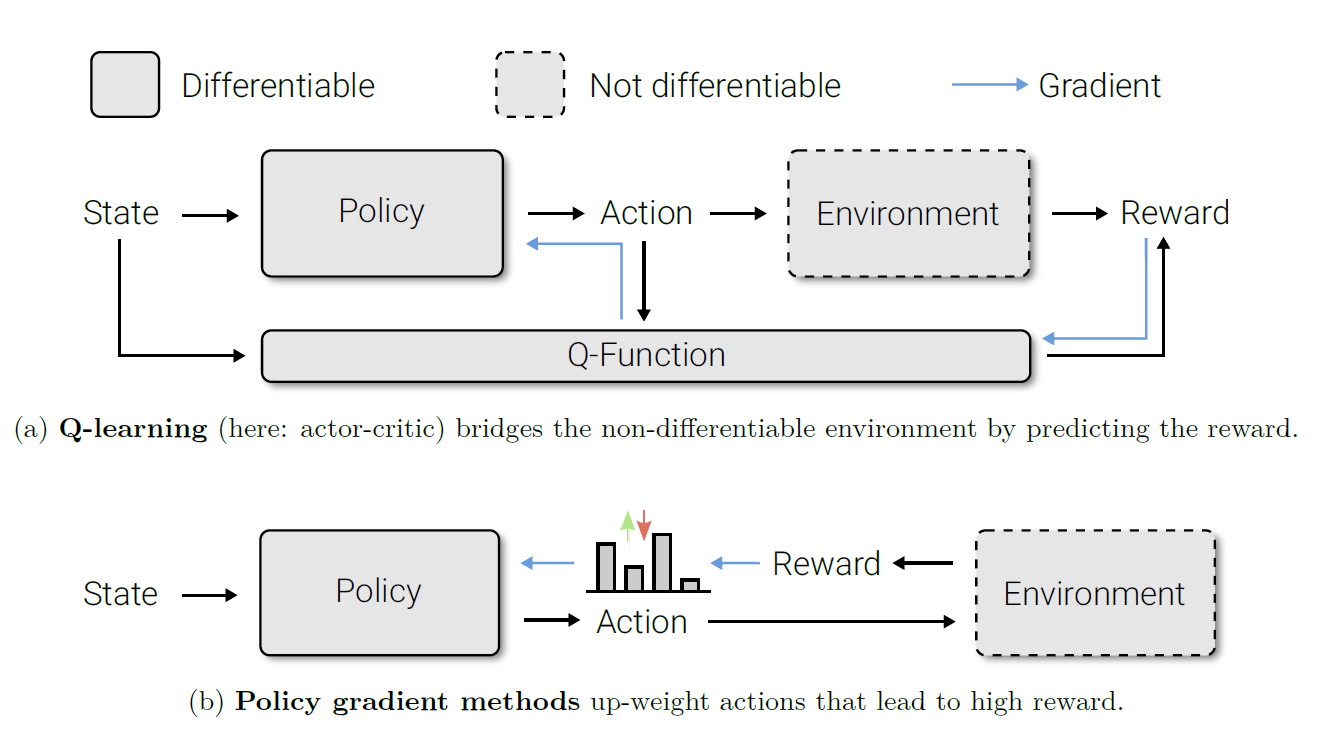 Differentiable Not differentiable Gradient
State Policy Action Environment Reward
Q-Function
(a) Q-learning (here: actor-critic) bridges the non-differentiable environment by predicting the reward.
Reward
State Policy Environment
Action
(b) Policy gradient methods up-weight actions that lead to high reward.